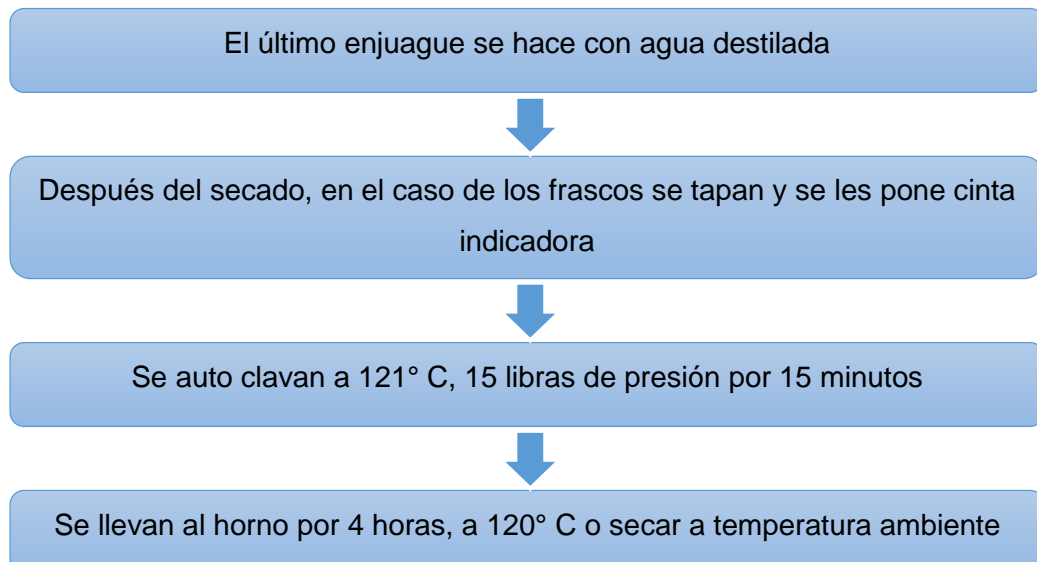 El último enjuague se hace con agua destilada
Después del secado, en el caso de los frascos se tapan y se les pone cinta
indicadora
Se auto clavan a 121° C, 15 libras de presión por 15 minutos
Se llevan al horno por 4 horas, a 120° C o secar a temperatura ambiente